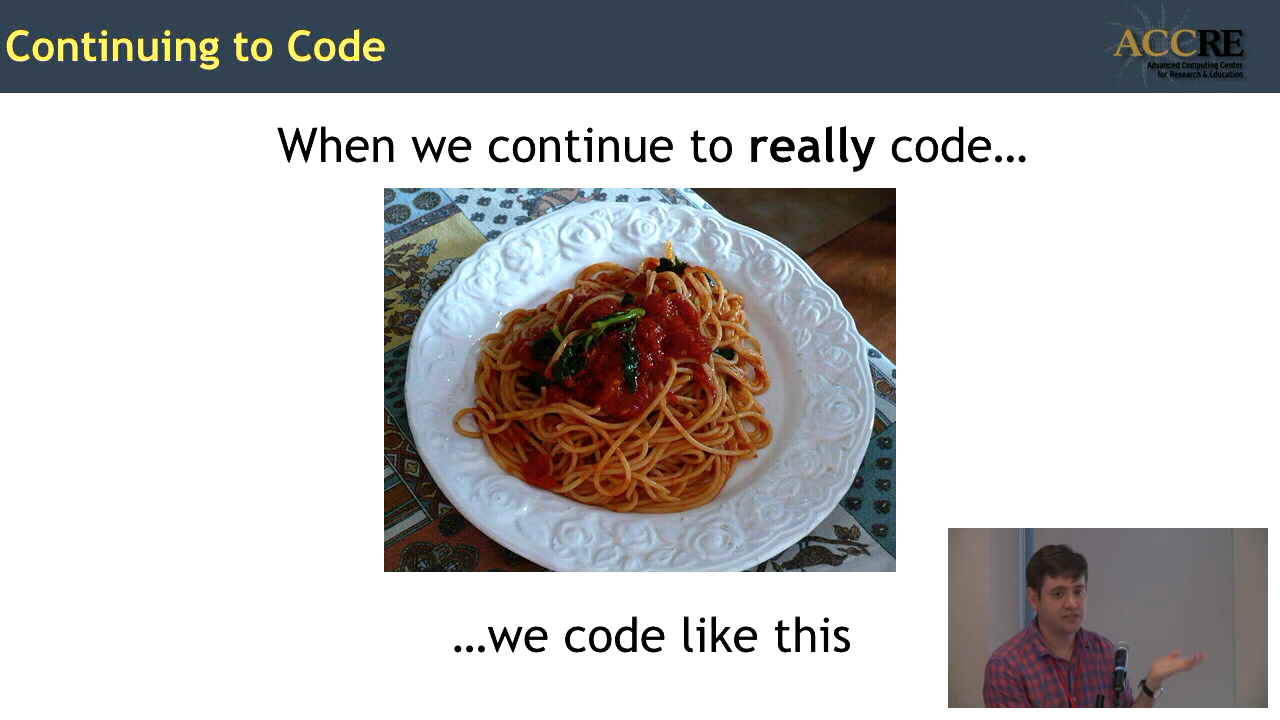 Continuing to Code
ACCRE
Advanced Computing Center
for Research & Education
When we continue to really code…
…we code like this